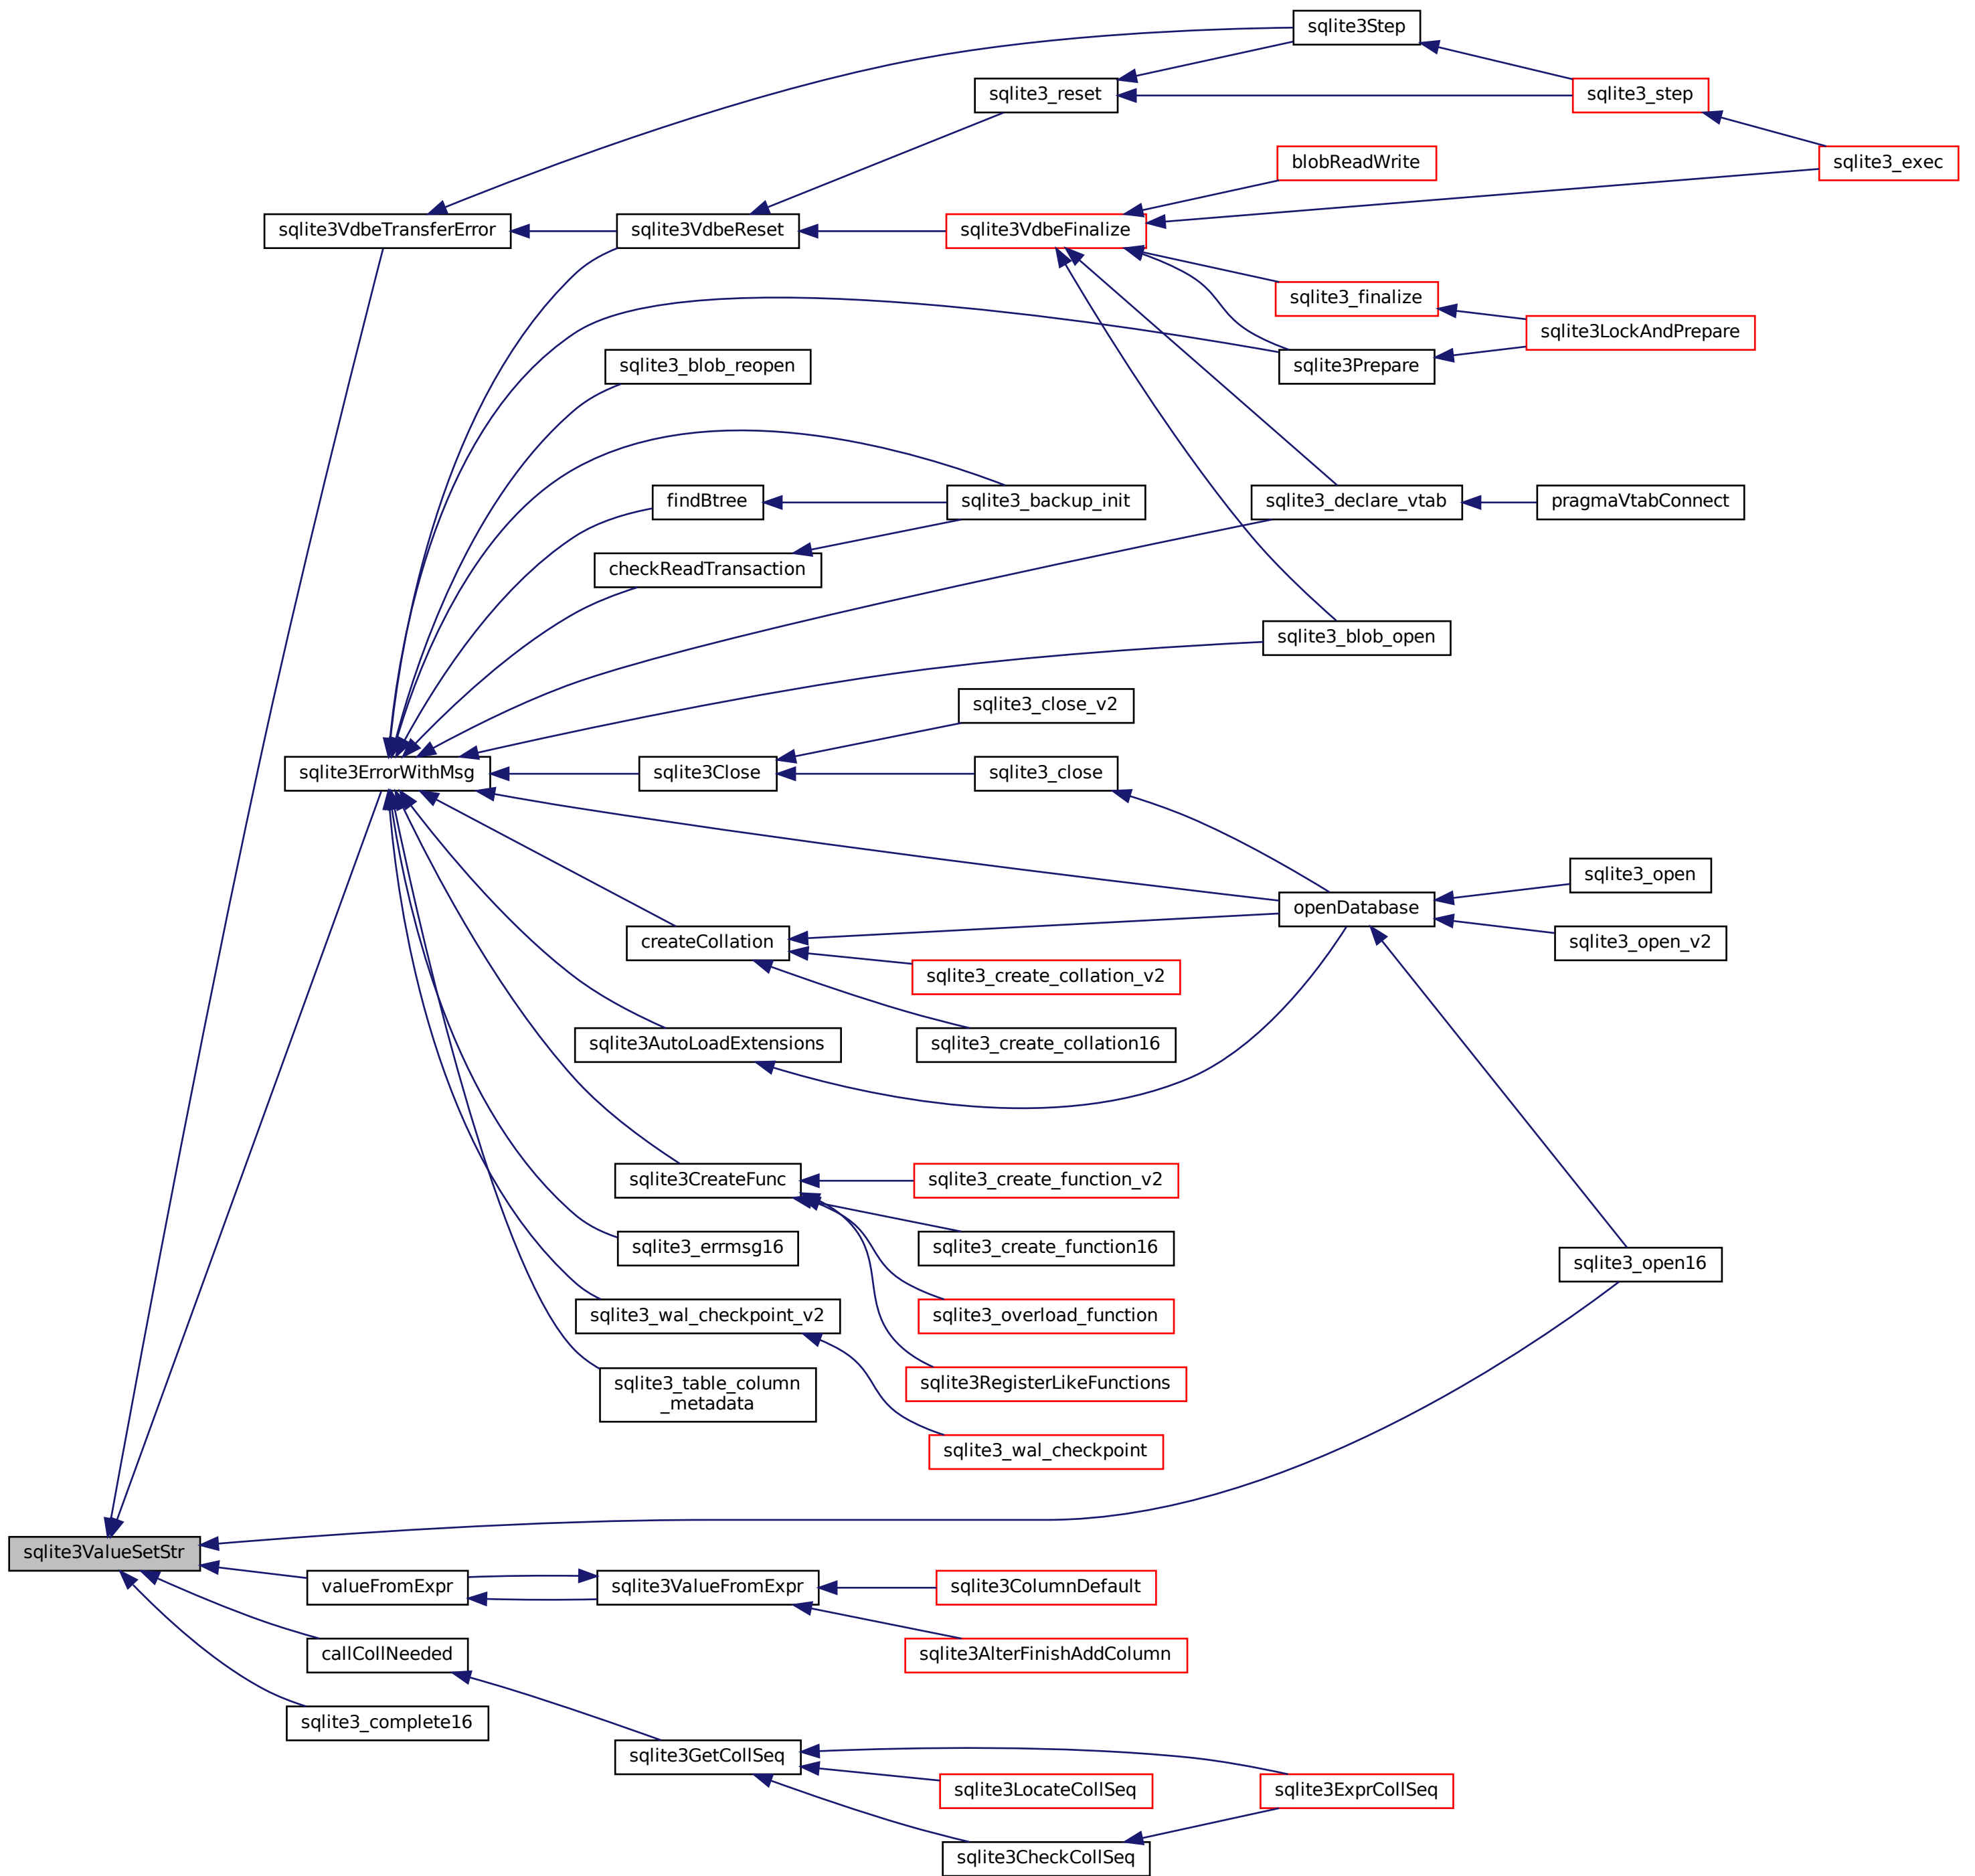 sqlite3Step
sqlite3_reset
sqlite3_step
blobReadWrite
sqlite3_exec
sqlite3VdbeTransferError
sqlite3VdbeReset
sqlite3VdbeFinalize
sqlite3_finalize
sqlite3LockAndPrepare
sqlite3_blob_reopen
sqlite3Prepare
findBtree
sqlite3_backup_init
sqlite3_declare_vtab
pragmaVtabConnect
checkReadTransaction
sqlite3_blob_open
sqlite3_close_v2
sqlite3ErrorWithMsg
sqlite3Close
sqlite3_close
sqlite3_open
openDatabase
createCollation
sqlite3_open_v2
sqlite3_create_collation_v2
sqlite3AutoLoadExtensions
sqlite3_create_collation16
sqlite3CreateFunc
sqlite3_create_function_v2
sqlite3_errmsg16
sqlite3_create_function16
sqlite3_open16
sqlite3_wal_checkpoint_v2
sqlite3_overload_function
sqlite3_table_column
_metadata
sqlite3RegisterLikeFunctions
sqlite3_wal_checkpoint
sqlite3ValueSetStr
valueFromExpr
sqlite3ValueFromExpr
sqlite3ColumnDefault
callCollNeeded
sqlite3AlterFinishAddColumn
sqlite3_complete16
sqlite3GetCollSeq
sqlite3LocateCollSeq
sqlite3ExprCollSeq
sqlite3CheckCollSeq